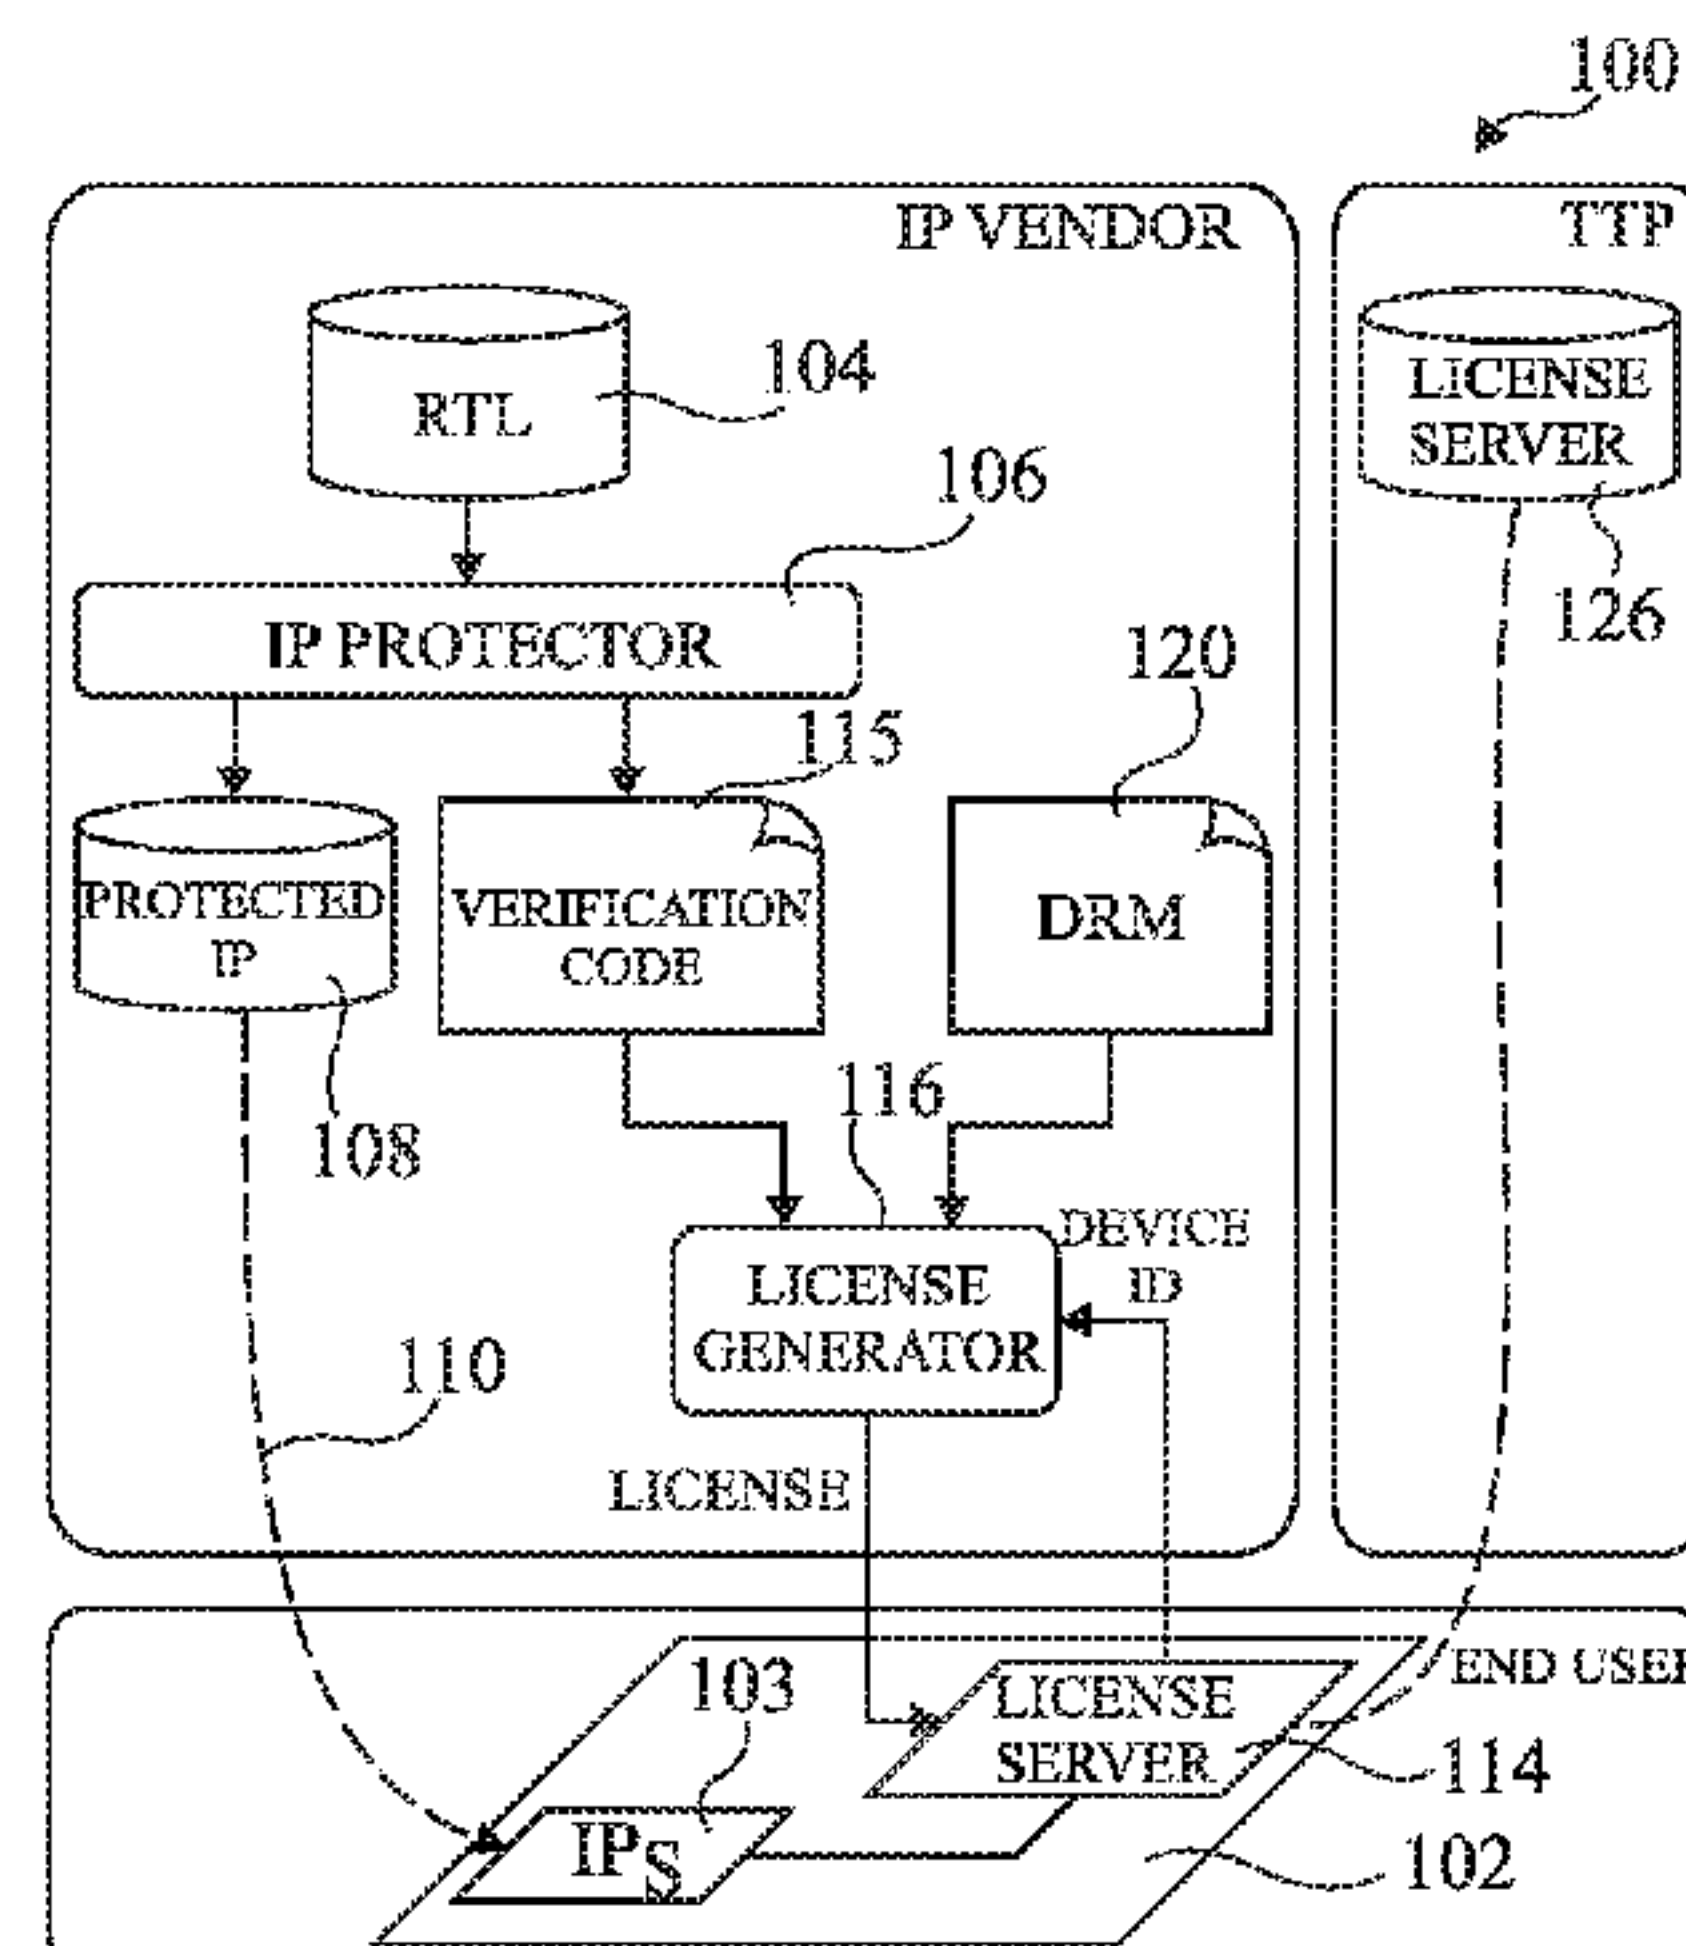 100
IP VENDOR
TTP
RTL
104
LICENSE
SERVER
106
126
IP PROTECTOR
120
115
PROTECTED
IP
VERIFICATION
CODE
DRM
108
116
DEVICE
ID
LICENSE
GENERATOR
110
LICENSE
END USER
103
LICENSE
SERVER
114
IPS
102